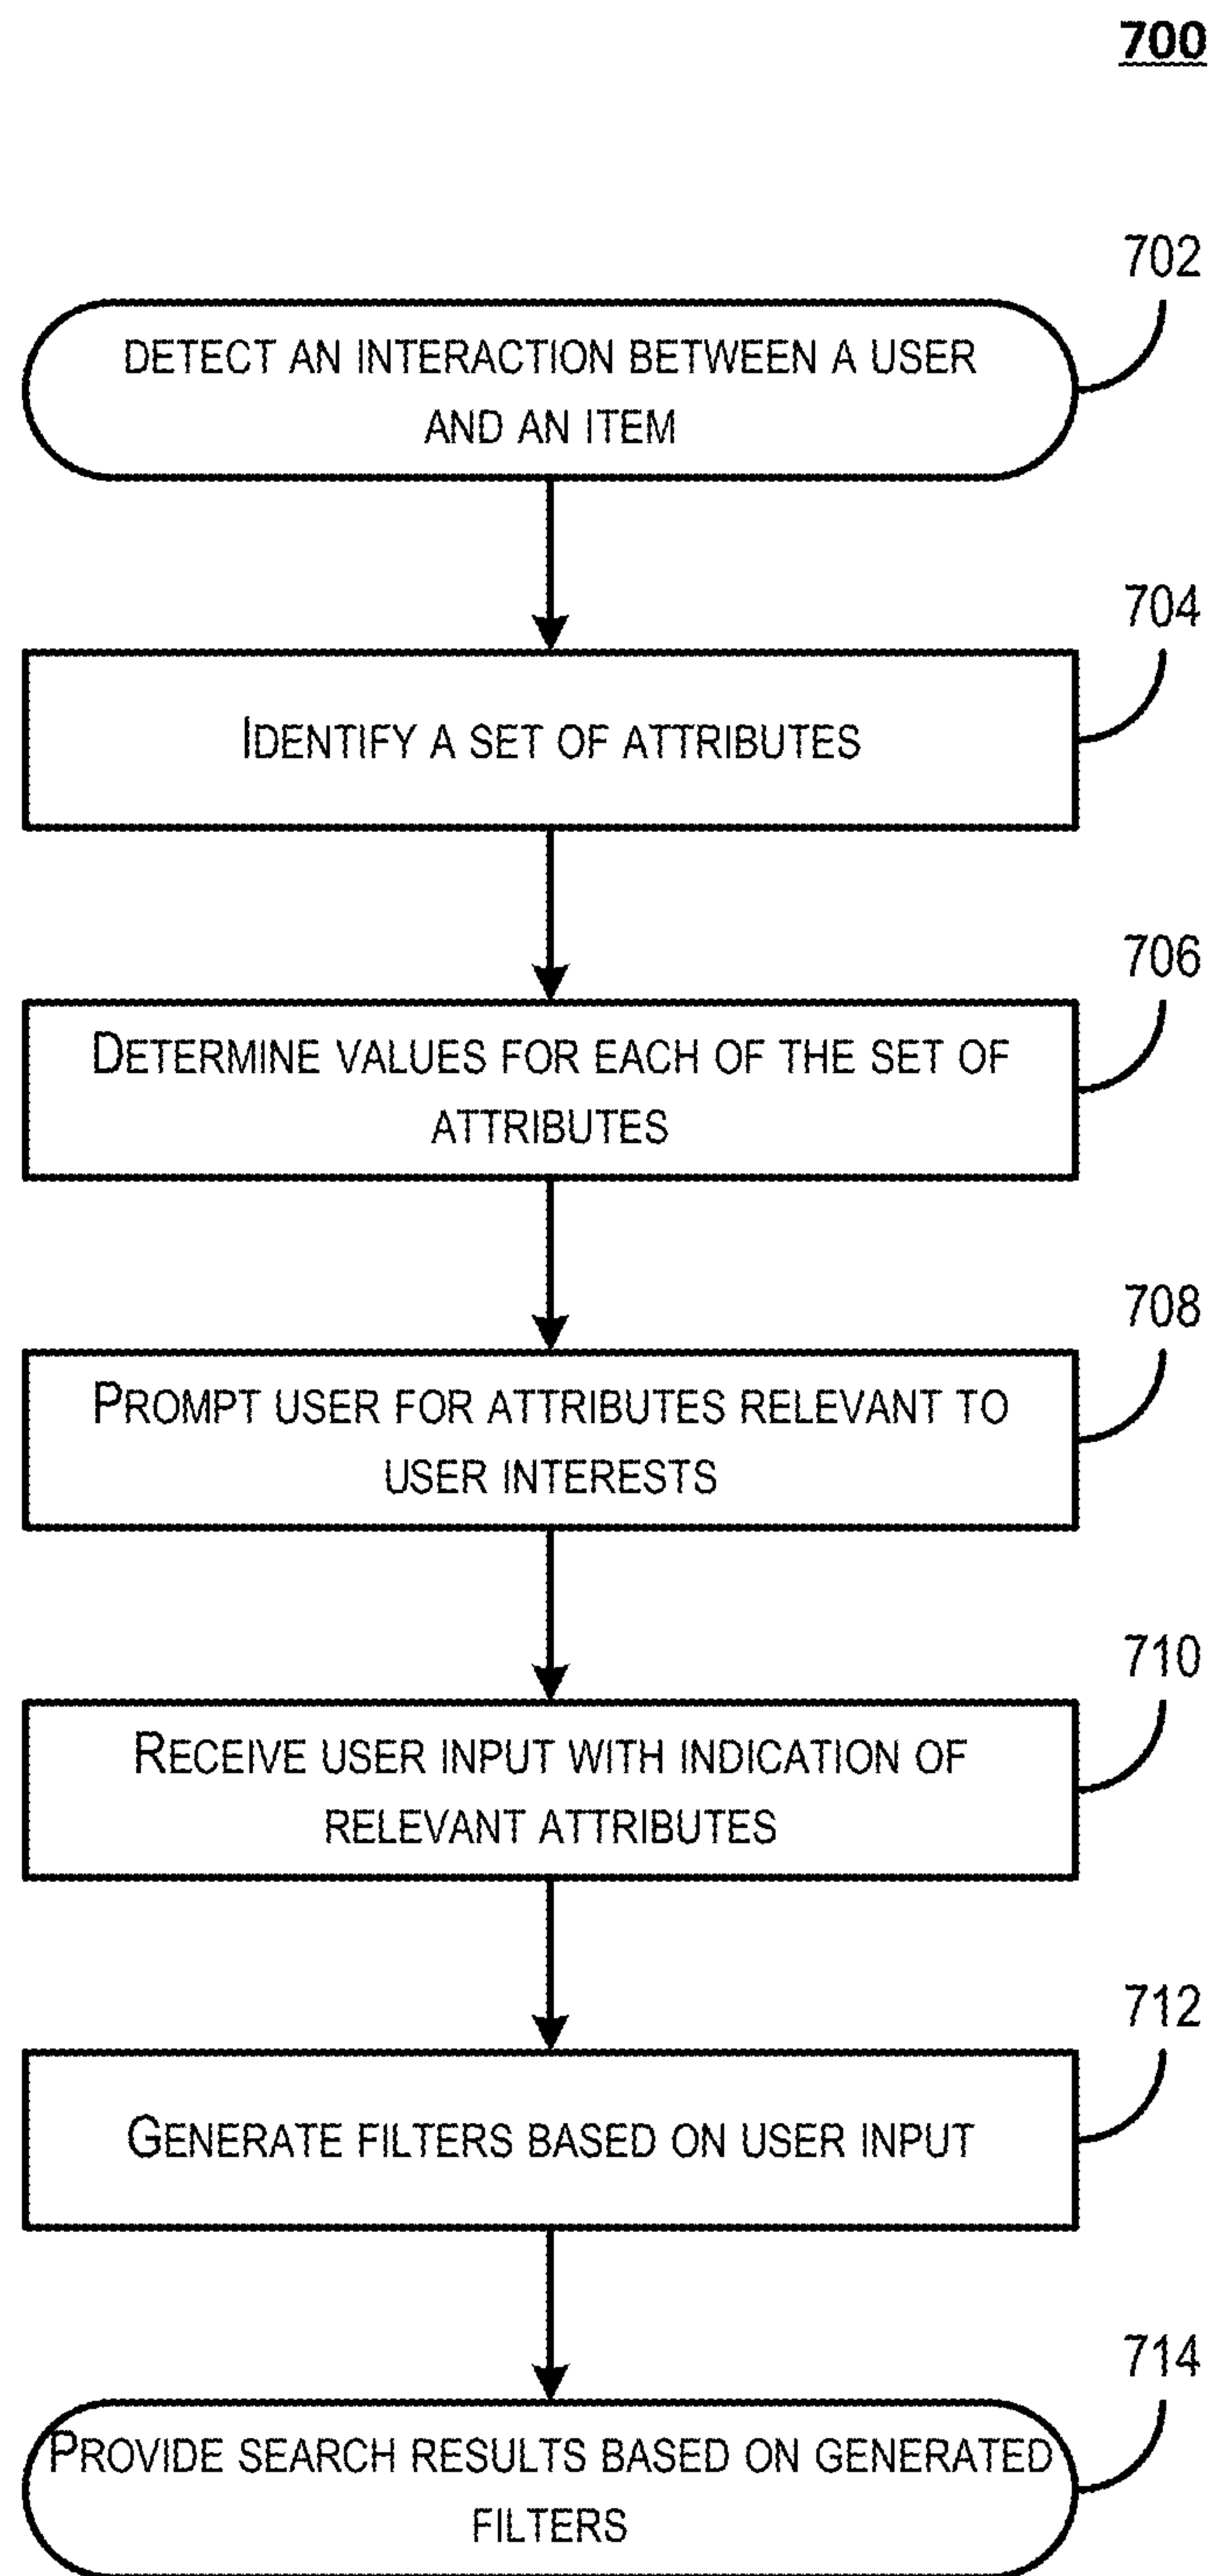 700
702
DETECT AN INTERACTION BETWEEN A USER
AND AN ITEM
704
IDENTIFY A SET OF ATTRIBUTES
706
DETERMINE VALUES FOR EACH OF THE SET OF
ATTRIBUTES
708
PROMPT USER FOR ATTRIBUTES RELEVANT TO
USER INTERESTS
710
RECEIVE USER INPUT WITH INDICATION OF
RELEVANT ATTRIBUTES
712
GENERATE FILTERS BASED ON USER INPUT
714
PROVIDE SEARCH RESULTS BASED ON GENERATED
FILTERS